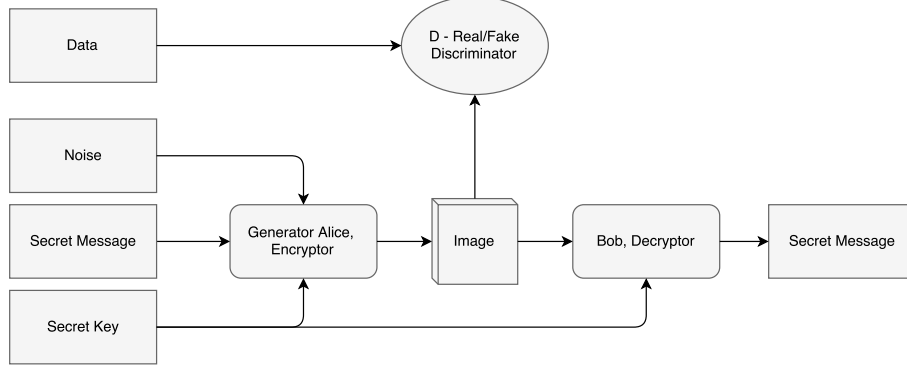 Data
D - Real/Fake
Discriminator
Noise
Secret Message
Generator Alice,
Encryptor
Image
Bob, Decryptor
Secret Message
Secret Key